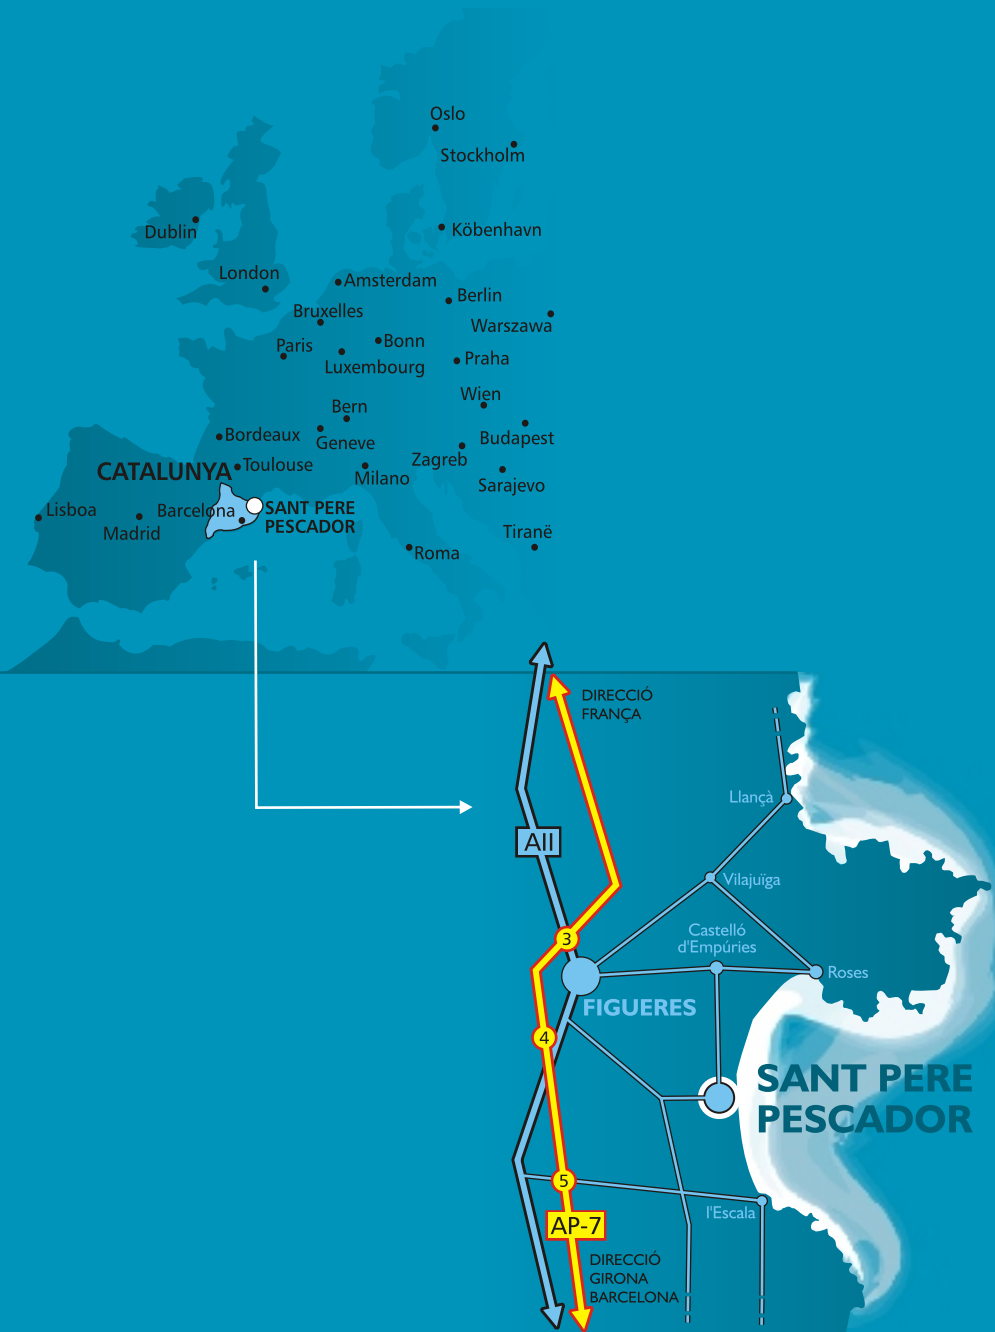 Oslo
Stockholm
Dublin
Köbenhavn
London
Amsterdam
Berlin
Bruxelles
Warszawa
Paris
Bonn
Luxembourg
Praha
Wien
Bern
Bordeaux
Geneve
Budapest
Zagreb
CATALUNYA
Toulouse
Milano
Sarajevo
Lisboa
Madrid
Barcelona
SANT PERE
PESCADOR
Roma
Tiranë
DIRECCIÓ
FRANÇA
Llançà
AII
Vilajuïga
3
Castelló
d'Empúries
Roses
FIGUERES
4
SANT PERE
PESCADOR
5
l'Escala
AP-7
DIRECCIÓ
GIRONA
BARCELONA